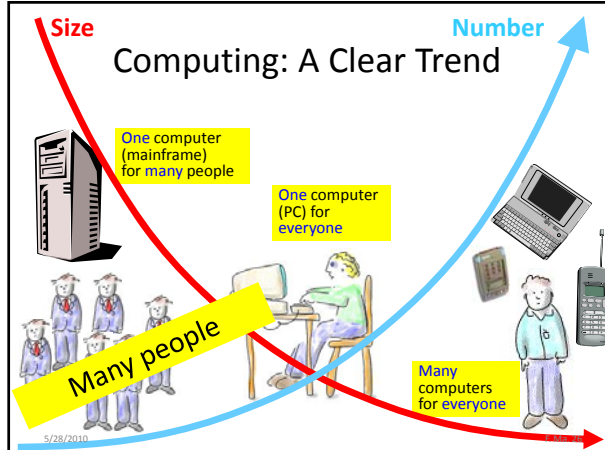 Size
Number
Computing: A Clear Trend
One computer
(mainframe)
for many people
One computer
(PC) for
everyone
Many people
Many
computers
for everyone
5/28/2010